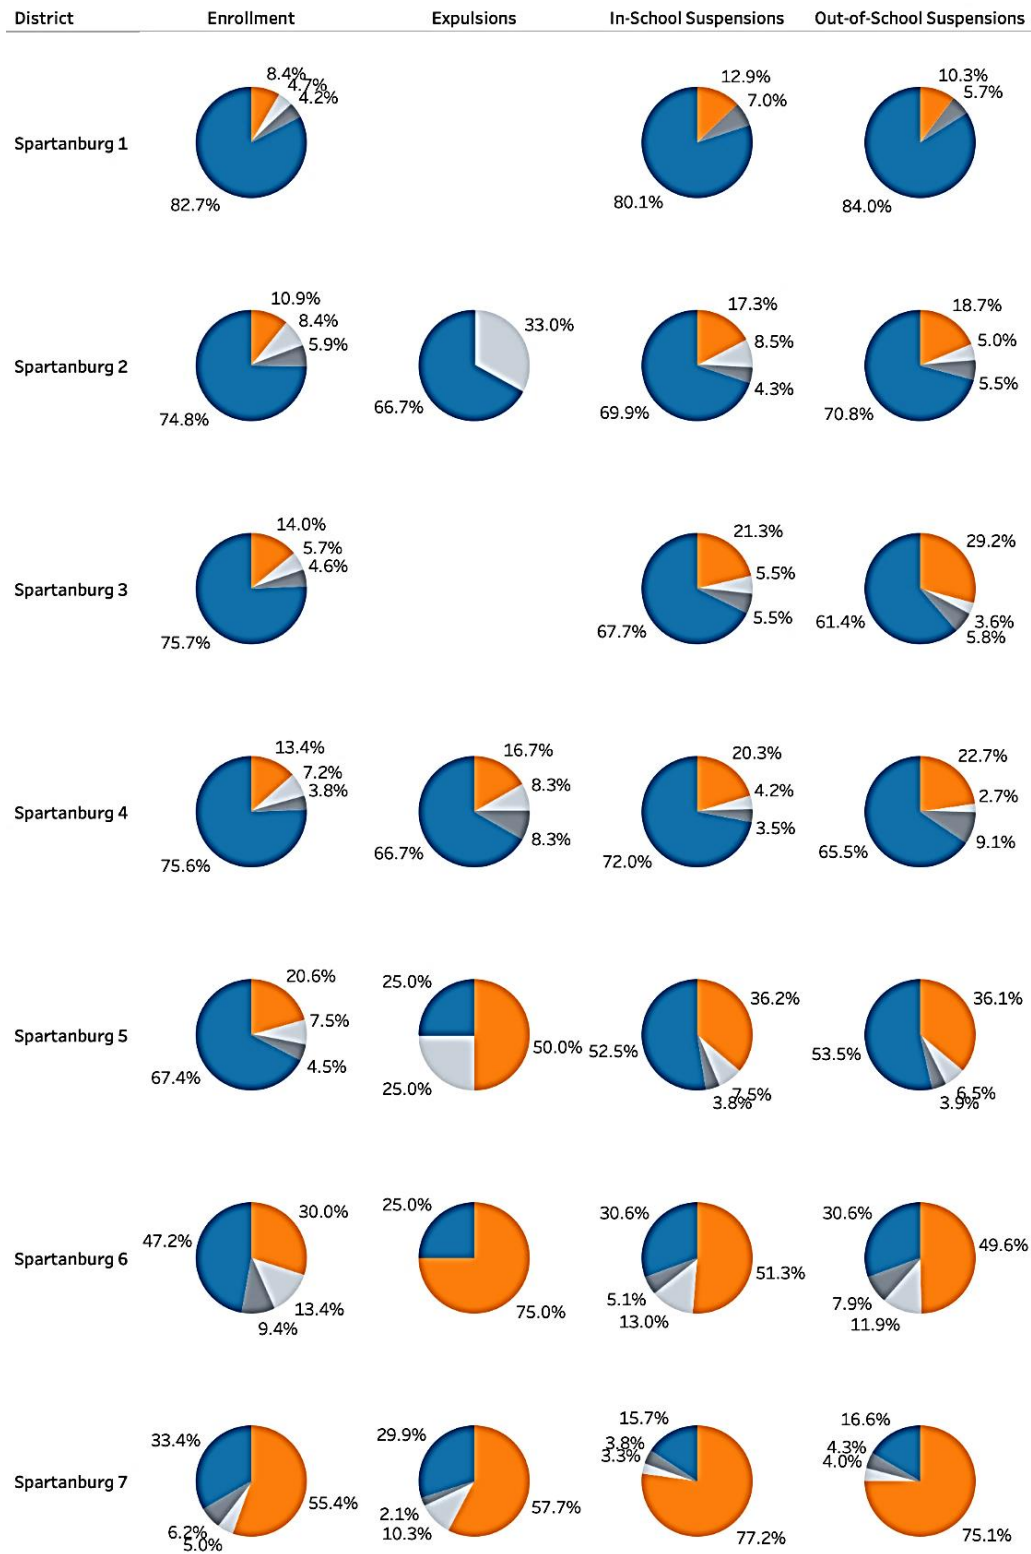 District Enrollment Expulsions In-School Suspensions Out-of-School Suspensions
8.4% 12.9% 10.3%
4.7% 7.0% 5.7%
4.2%
Spartanburg 1
82.7% 80.1% 84.0%
10.9% 17.3% 18.7%
8.4% 33.0% 8.5% 5.0%
5.9%
Spartanburg 2
4.3% 5.5%
74.8% 66.7% 69.9% 70.8%
14.0% 21.3% 29.2%
5.7%
4.6% 5.5%
Spartanburg 3
5.5% 3.6%
75.7% 67.7% 61.4% 5.8%
13.4% 16.7% 20.3% 22.7%
7.2% 8.3% 4.2% 2.7%
3.8%
Spartanburg 4
8.3% 3.5% 9.1%
75.6% 66.7% 72.0% 65.5%
20.6% 25.0% 36.2% 36.1%
7.5%
Spartanburg 5
50.0% 52.5% 53.5%
4.5%
67.4% 25.0% 7.5% 6.5%
3.8% 3.9%
30.0% 25.0% 30.6% 30.6%
47.2% 49.6%
Spartanburg 6
51.3%
5.1% 7.9%
13.4% 75.0% 13.0% 11.9%
9.4%
33.4% 29.9% 15.7% 16.6%
3.8% 4.3%
3.3% 4.0%
Spartanburg 7
55.4% 57.7%
6.2% 2.1%
5.0% 10.3% 77.2% 75.1%